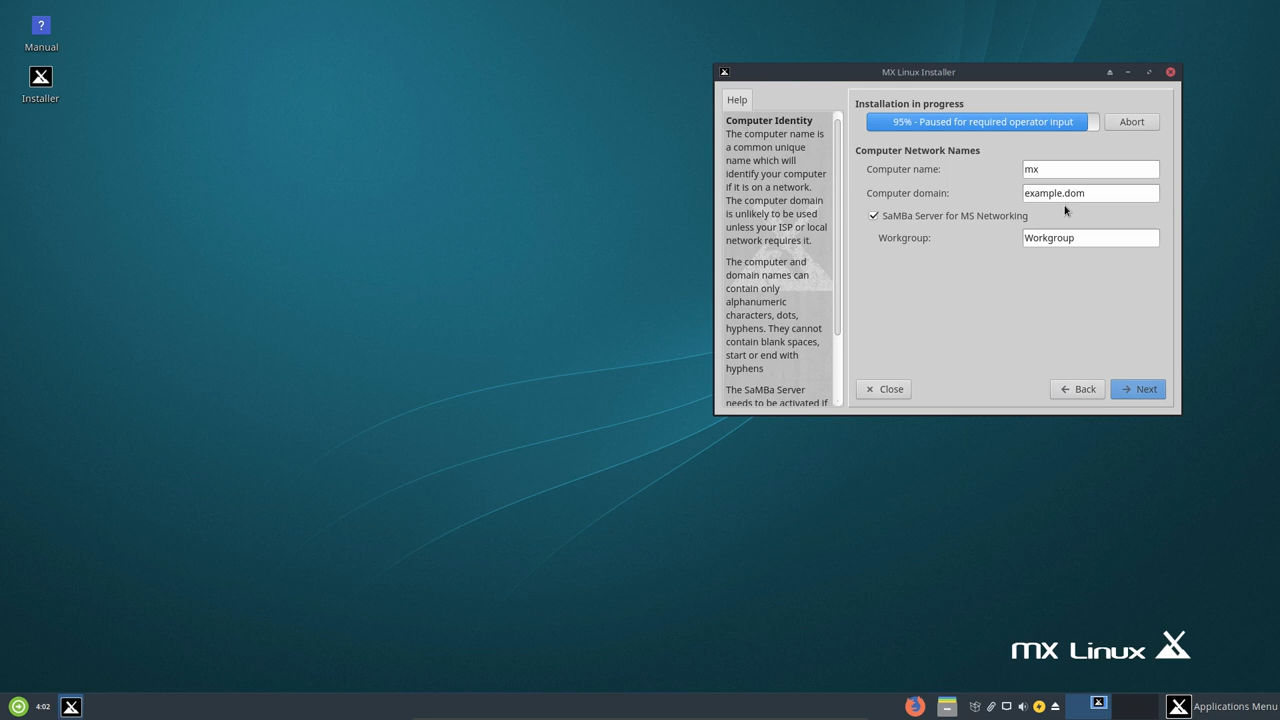 ?
Manual
Installer
MX Linux Installer
Help
Computer Identity
The computer name is
a common unique
name which will
identify your computer
if it is on a network.
The computer domain
is unlikely to be used
unless your ISP or local
network requires it.
The computer and
domain names can
contain only
alphanumeric
characters, dots,
hyphens. They cannot
contain blank spaces,
start or end with
hyphens
The SaMBa Server
needs to be activated if
Installation in progress
95% - Paused for required operator input
Abort
Computer Network Names
Computer name: mx
Computer domain: example.dom
SaMBa Server for MS Networking
Workgroup: Workgroup
Close
Back
Next
mx Linux
4:02
Applications Menu